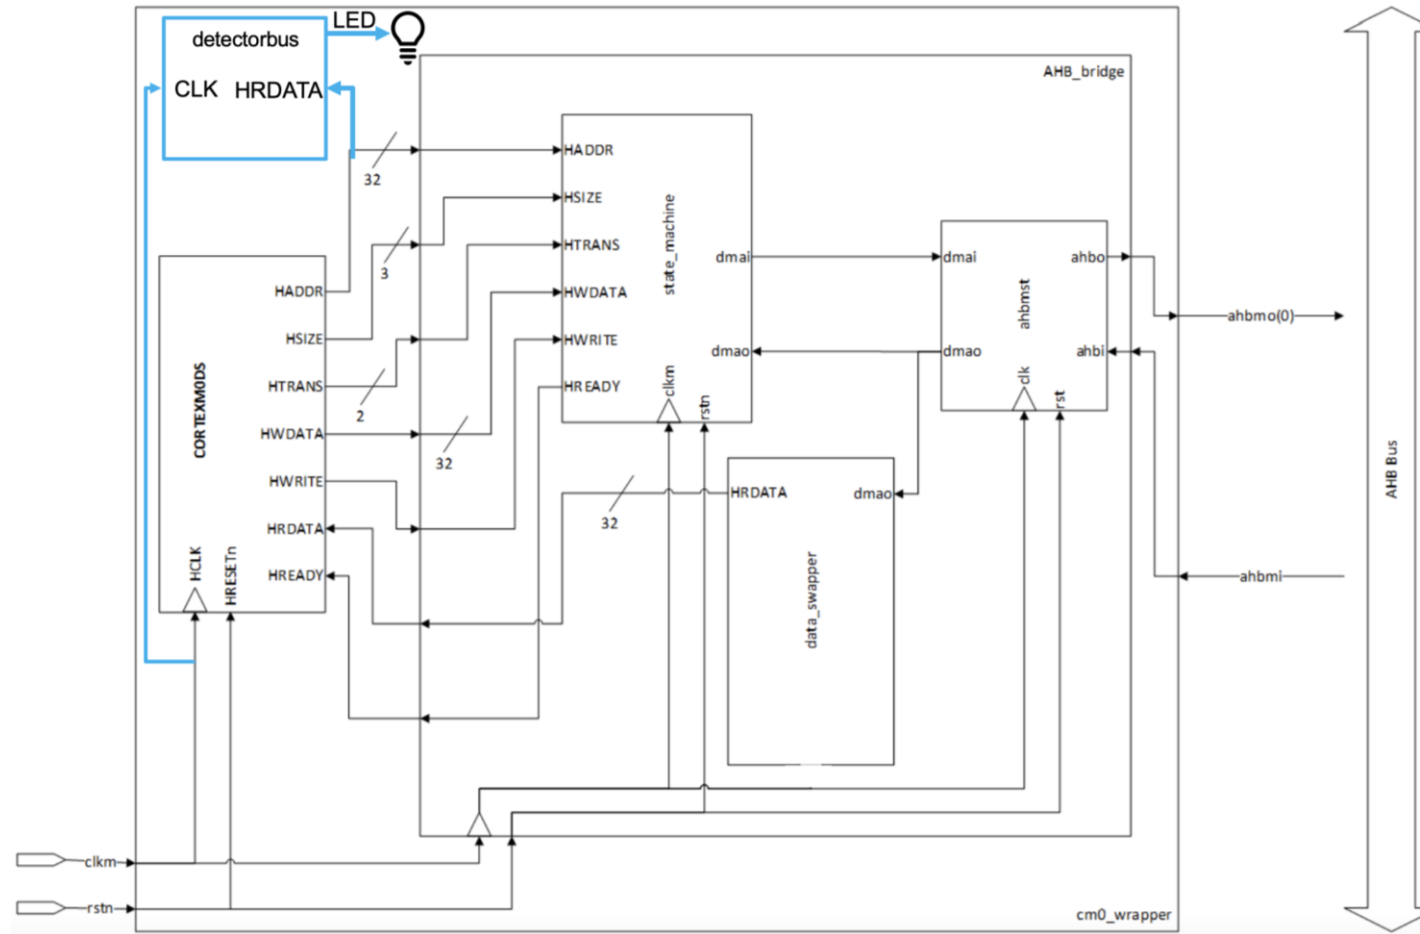 LED
detectorbus
CLK HRDATA
AHB_bridge
32
3
2
32
32
HADDR
HSIZE
HTRANS
HWDATA
HWRITE
HREADY
state_machine
dmai
dmao
clkm
rstn
dmai
dmao
ahbmst
ahbo
ahbi
clk
rst
HADDR
HSIZE
HTRANS
HWDATA
HWRITE
HRDATA
HREADY
CORTEXM0DS
HCLK
HRESETn
HRDATA
dmao
data_swapper
ahbmo(0)
ahbmi
AHB Bus
clkm
rstn
cm0_wrapper